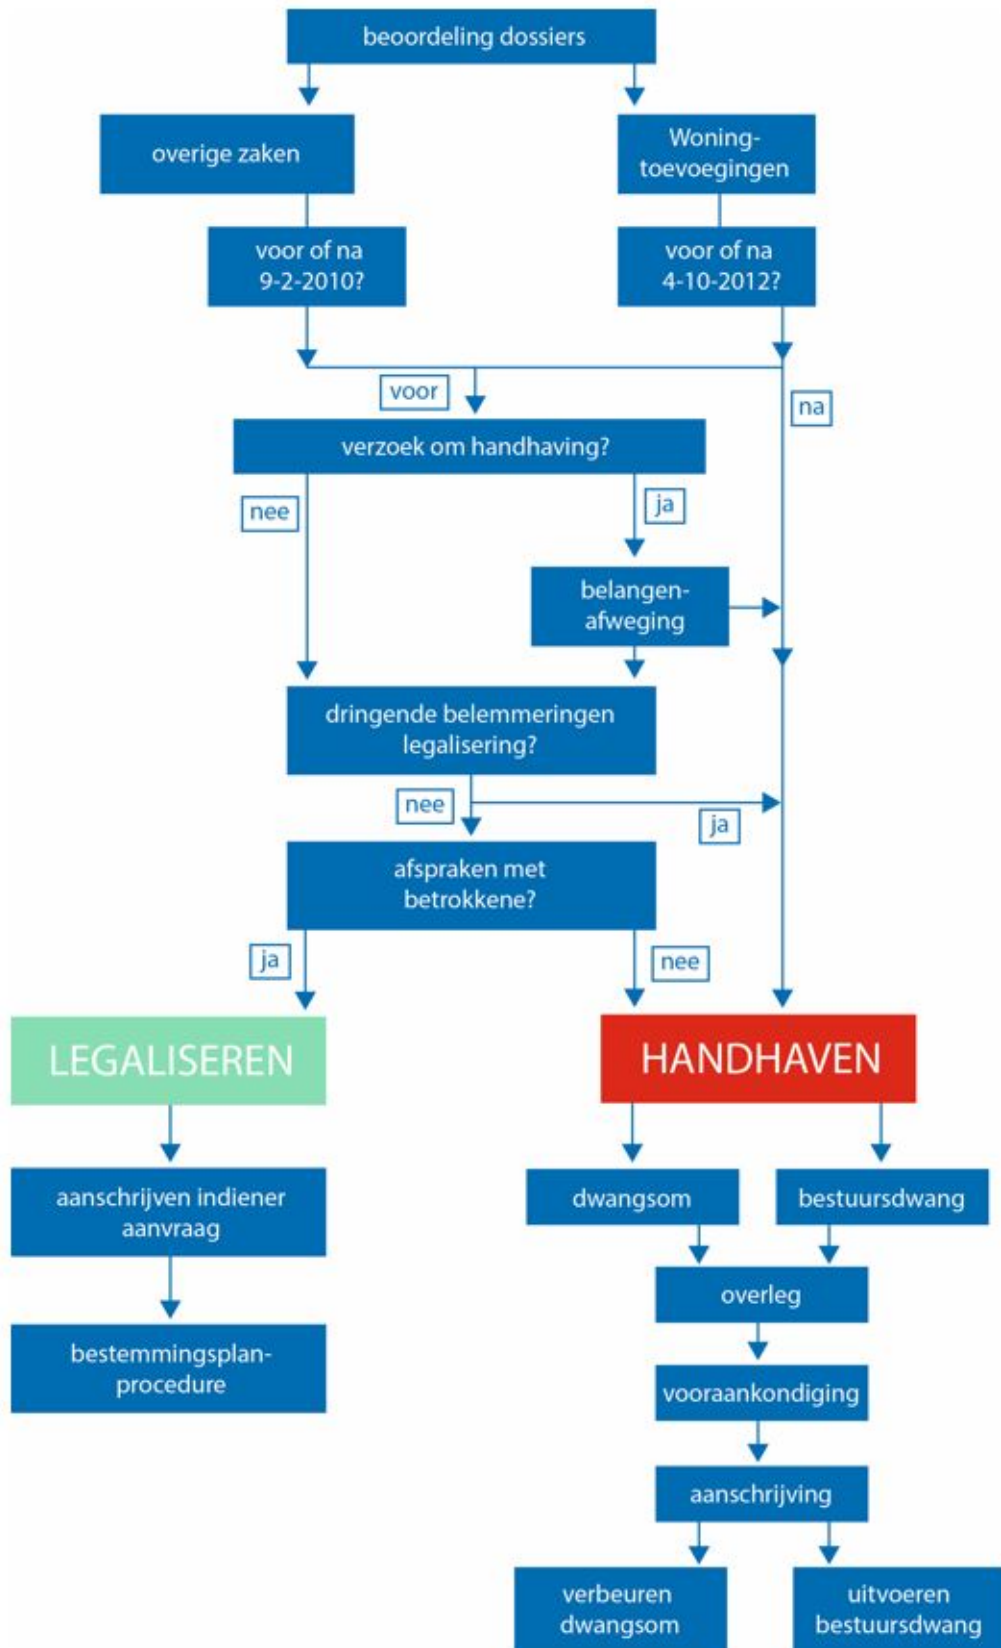 beoordeling dossiers
overige zaken
Woning-
toevoegingen
voor of na
9-2-2010?
voor of na
4-10-2012?
voor
na
verzoek om handhaving?
nee
ja
belangen-
afweging
dringende belemmeringen
legalisering?
nee
ja
afspraken met
betrokkene?
ja
nee
LEGALISEREN
HANDHAVEN
aanschrijven indiener
aanvraag
dwangsom
bestuursdwang
overleg
bestemmingsplan-
procedure
vooraankondiging
aanschrijving
verbeuren
dwangsom
uitvoeren
bestuursdwang